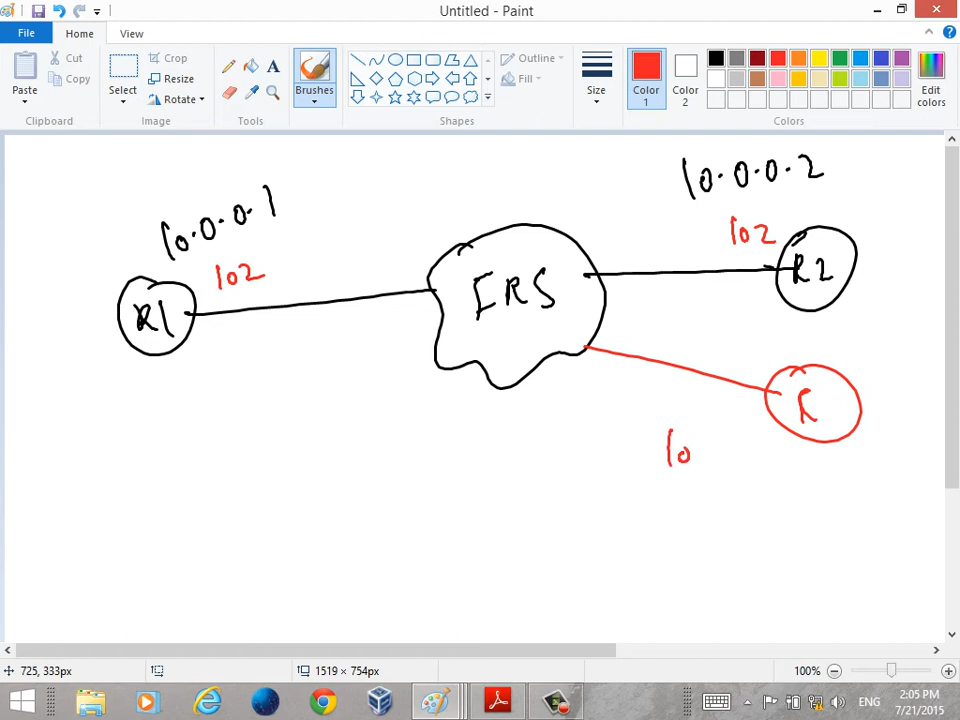 Untitled - Paint
File
Home
View
Paste
Cut
Copy
Clipboard
Select
Crop
Resize
Rotate
Image
A
Tools
Brushes
Outline
Fill
Shapes
Size
Color 1
Color 2
Edit colors
Colors
10.0.0.1
10.0.0.2
102
102
R1
FRS
R2
R
10
725, 333px
1519 × 754px
100%
ENG
2:05 PM
7/21/2015